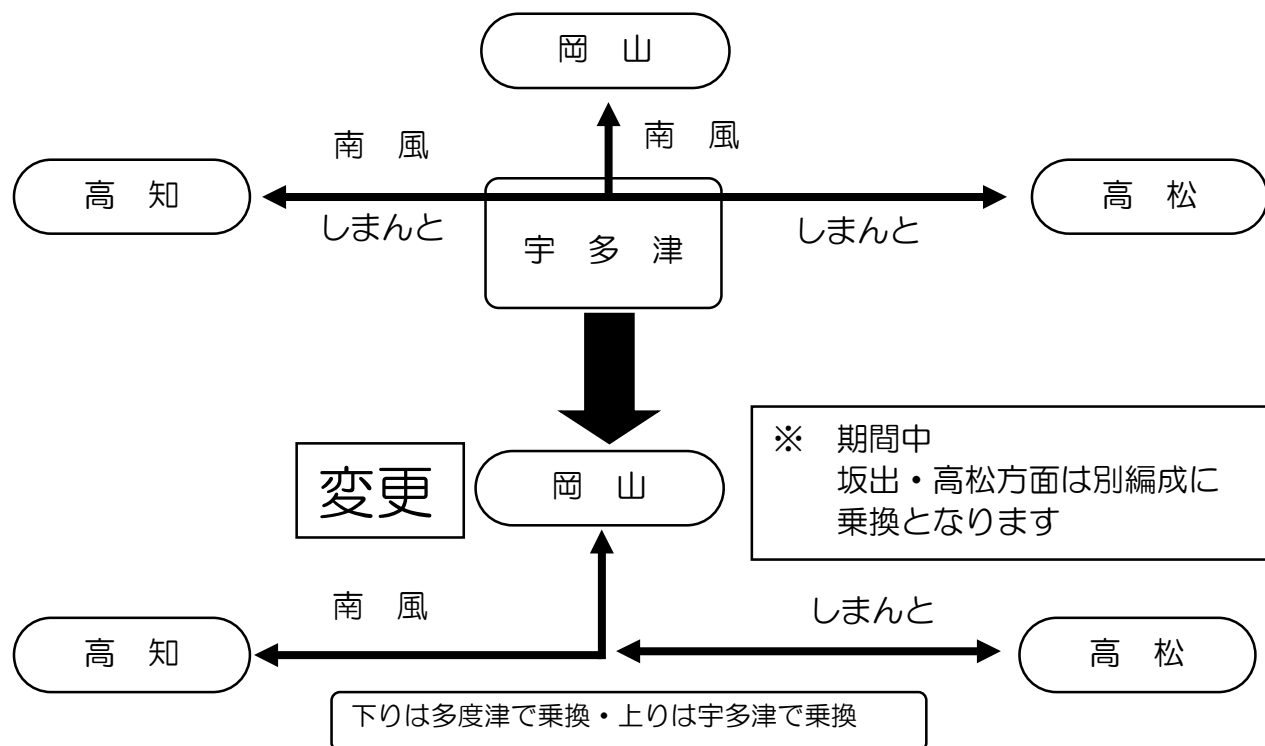 岡　山
南　風
南　風
高　知
高　松
しまんと
しまんと
宇　多　津
変更
岡　山
※　期間中
坂出・高松方面は別編成に
乗換となります
南　風
しまんと
高　知
高　松
下りは多度津で乗換・上りは宇多津で乗換